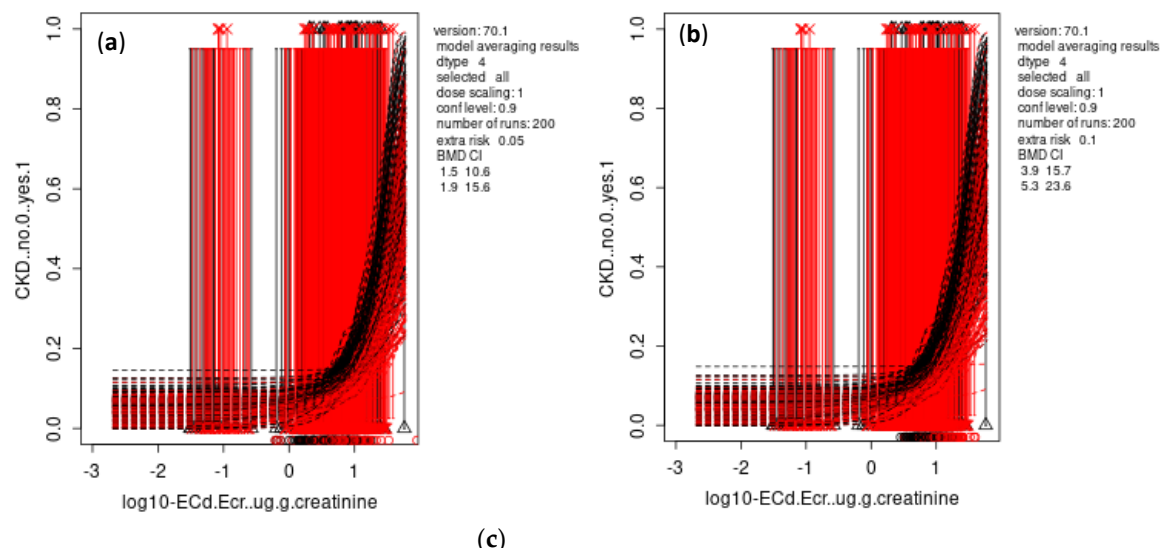 (a)
CKD..no.0..yes.1
1.0
0.8
0.6
0.4
0.2
0.0
-3 -2 -1 0 1
log10-ECd.Ecr..ug.g.creatinine
version: 70.1
model averaging results
dtype 4
selected all
dose scaling: 1
conf level: 0.9
number of runs: 200
extra risk 0.05
BMD CI
1.5 10.6
1.9 15.6
(b)
CKD..no.0..yes.1
1.0
0.8
0.6
0.4
0.2
0.0
-3 -2 -1 0 1
log10-ECd.Ecr..ug.g.creatinine
version: 70.1
model averaging results
dtype 4
selected all
dose scaling: 1
conf level: 0.9
number of runs: 200
extra risk 0.1
BMD CI
3.9 15.7
5.3 23.6
(c)